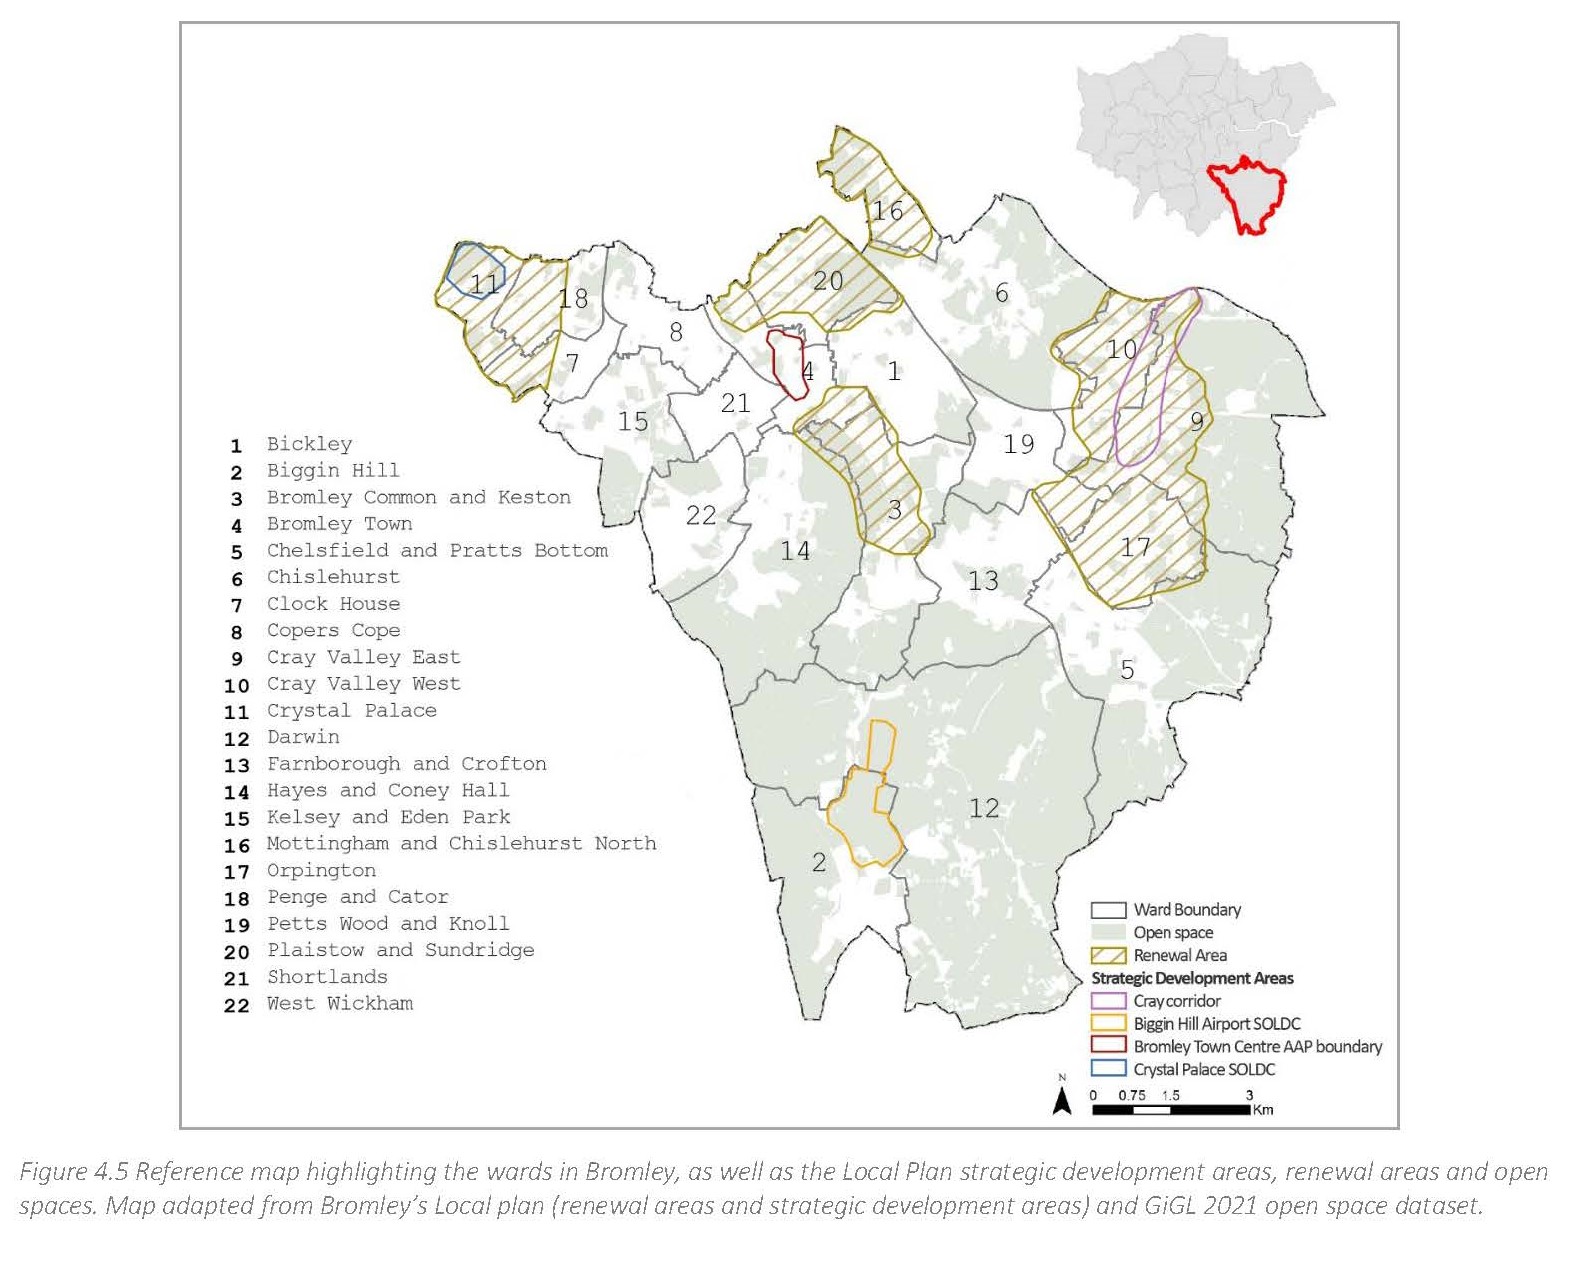 16
20
6
11
18
8
10
7
4
1
21
15
9
19
3
22
14
17
13
5
12
2
1 Bickley
2 Biggin Hill
3 Bromley Common and Keston
4 Bromley Town
5 Chelsfield and Pratts Bottom
6 Chislehurst
7 Clock House
8 Copers Cope
9 Cray Valley East
10 Cray Valley West
11 Crystal Palace
12 Darwin
13 Farnborough and Crofton
14 Hayes and Coney Hall
15 Kelsey and Eden Park
16 Mottingham and Chislehurst North
17 Orpington
18 Penge and Cator
19 Petts Wood and Knoll
20 Plaistow and Sundridge
21 Shortlands
22 West Wickham
Ward Boundary
Open space
Renewal Area
Strategic Development Areas
Cray corridor
Biggin Hill Airport SOLDC
Bromley Town Centre AAP boundary
Crystal Palace SOLDC
N
0 0.75 1.5 3
Km
Figure 4.5 Reference map highlighting the wards in Bromley, as well as the Local Plan strategic development areas, renewal areas and open
spaces. Map adapted from Bromley’s Local plan (renewal areas and strategic development areas) and GiGL 2021 open space dataset.